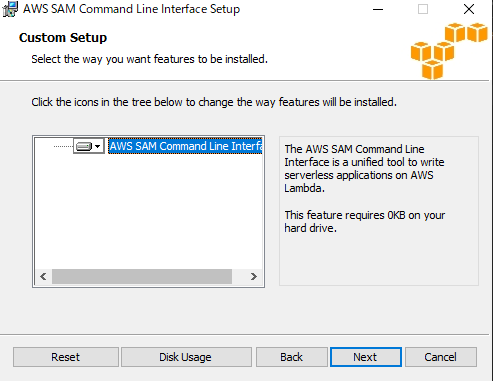 AWS SAM Command Line Interface Setup
Custom Setup
Select the way you want features to be installed.
Click the icons in the tree below to change the way features will be installed.
AWS SAM Command Line Interfa
The AWS SAM Command Line
Interface is a unified tool to write
serverless applications on AWS
Lambda.
This feature requires 0KB on your
hard drive.
Reset
Disk Usage
Back
Next
Cancel